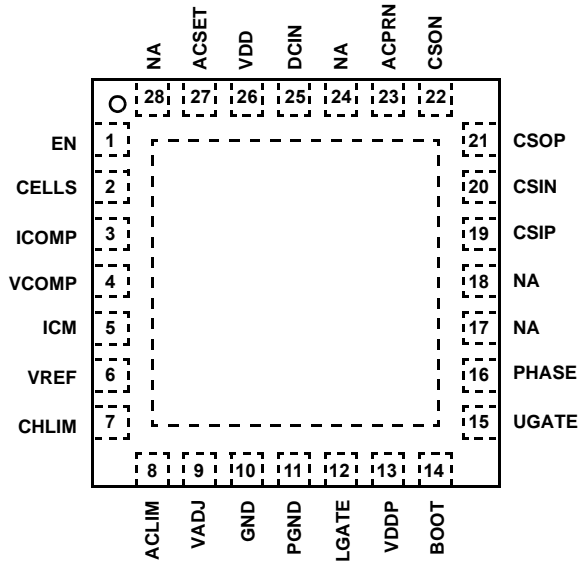 NA
ACSET
VDD
DCIN
NA
ACPRN
CSON
28 27 26 25 24 23 22
EN 1 21 CSOP
CELLS 2 20 CSIN
ICOMP 3 19 CSIP
VCOMP 4 18 NA
ICM 5 17 NA
VREF 6 16 PHASE
CHLIM 7 15 UGATE
8 9 10 11 12 13 14
ACLIM
VADJ
GND
PGND
LGATE
VDDP
BOOT